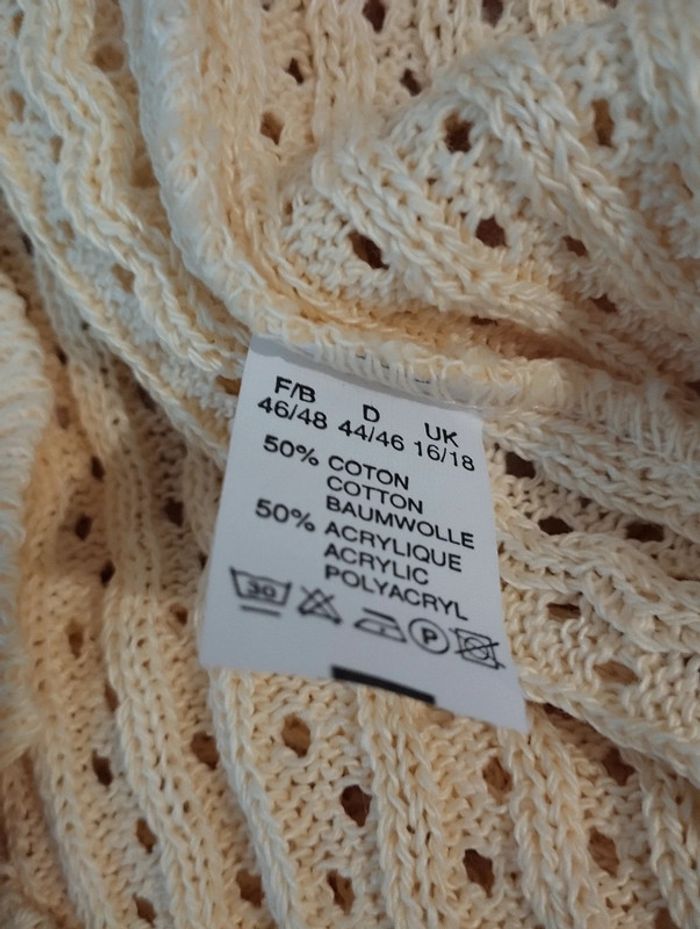 F/B D UK
46/48 44/46 16/18
50% COTON
COTTON
BAUMWOLLE
50% ACRYLIQUE
ACRYLIC
POLYACRYL
30 P